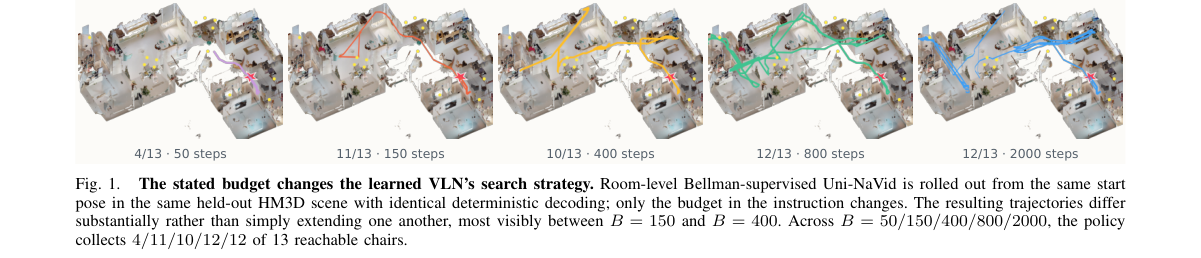 4/13 · 50 steps
11/13 · 150 steps
10/13 · 400 steps
12/13 · 800 steps
12/13 · 2000 steps
Fig. 1. The stated budget changes the learned VLN's search strategy. Room-level Bellman-supervised Uni-NaVid is rolled out from the same start
pose in the same held-out HM3D scene with identical deterministic decoding; only the budget in the instruction changes. The resulting trajectories differ
substantially rather than simply extending one another, most visibly between B = 150 and B = 400. Across B = 50/150/400/800/2000, the policy
collects 4/11/10/12/12 of 13 reachable chairs.